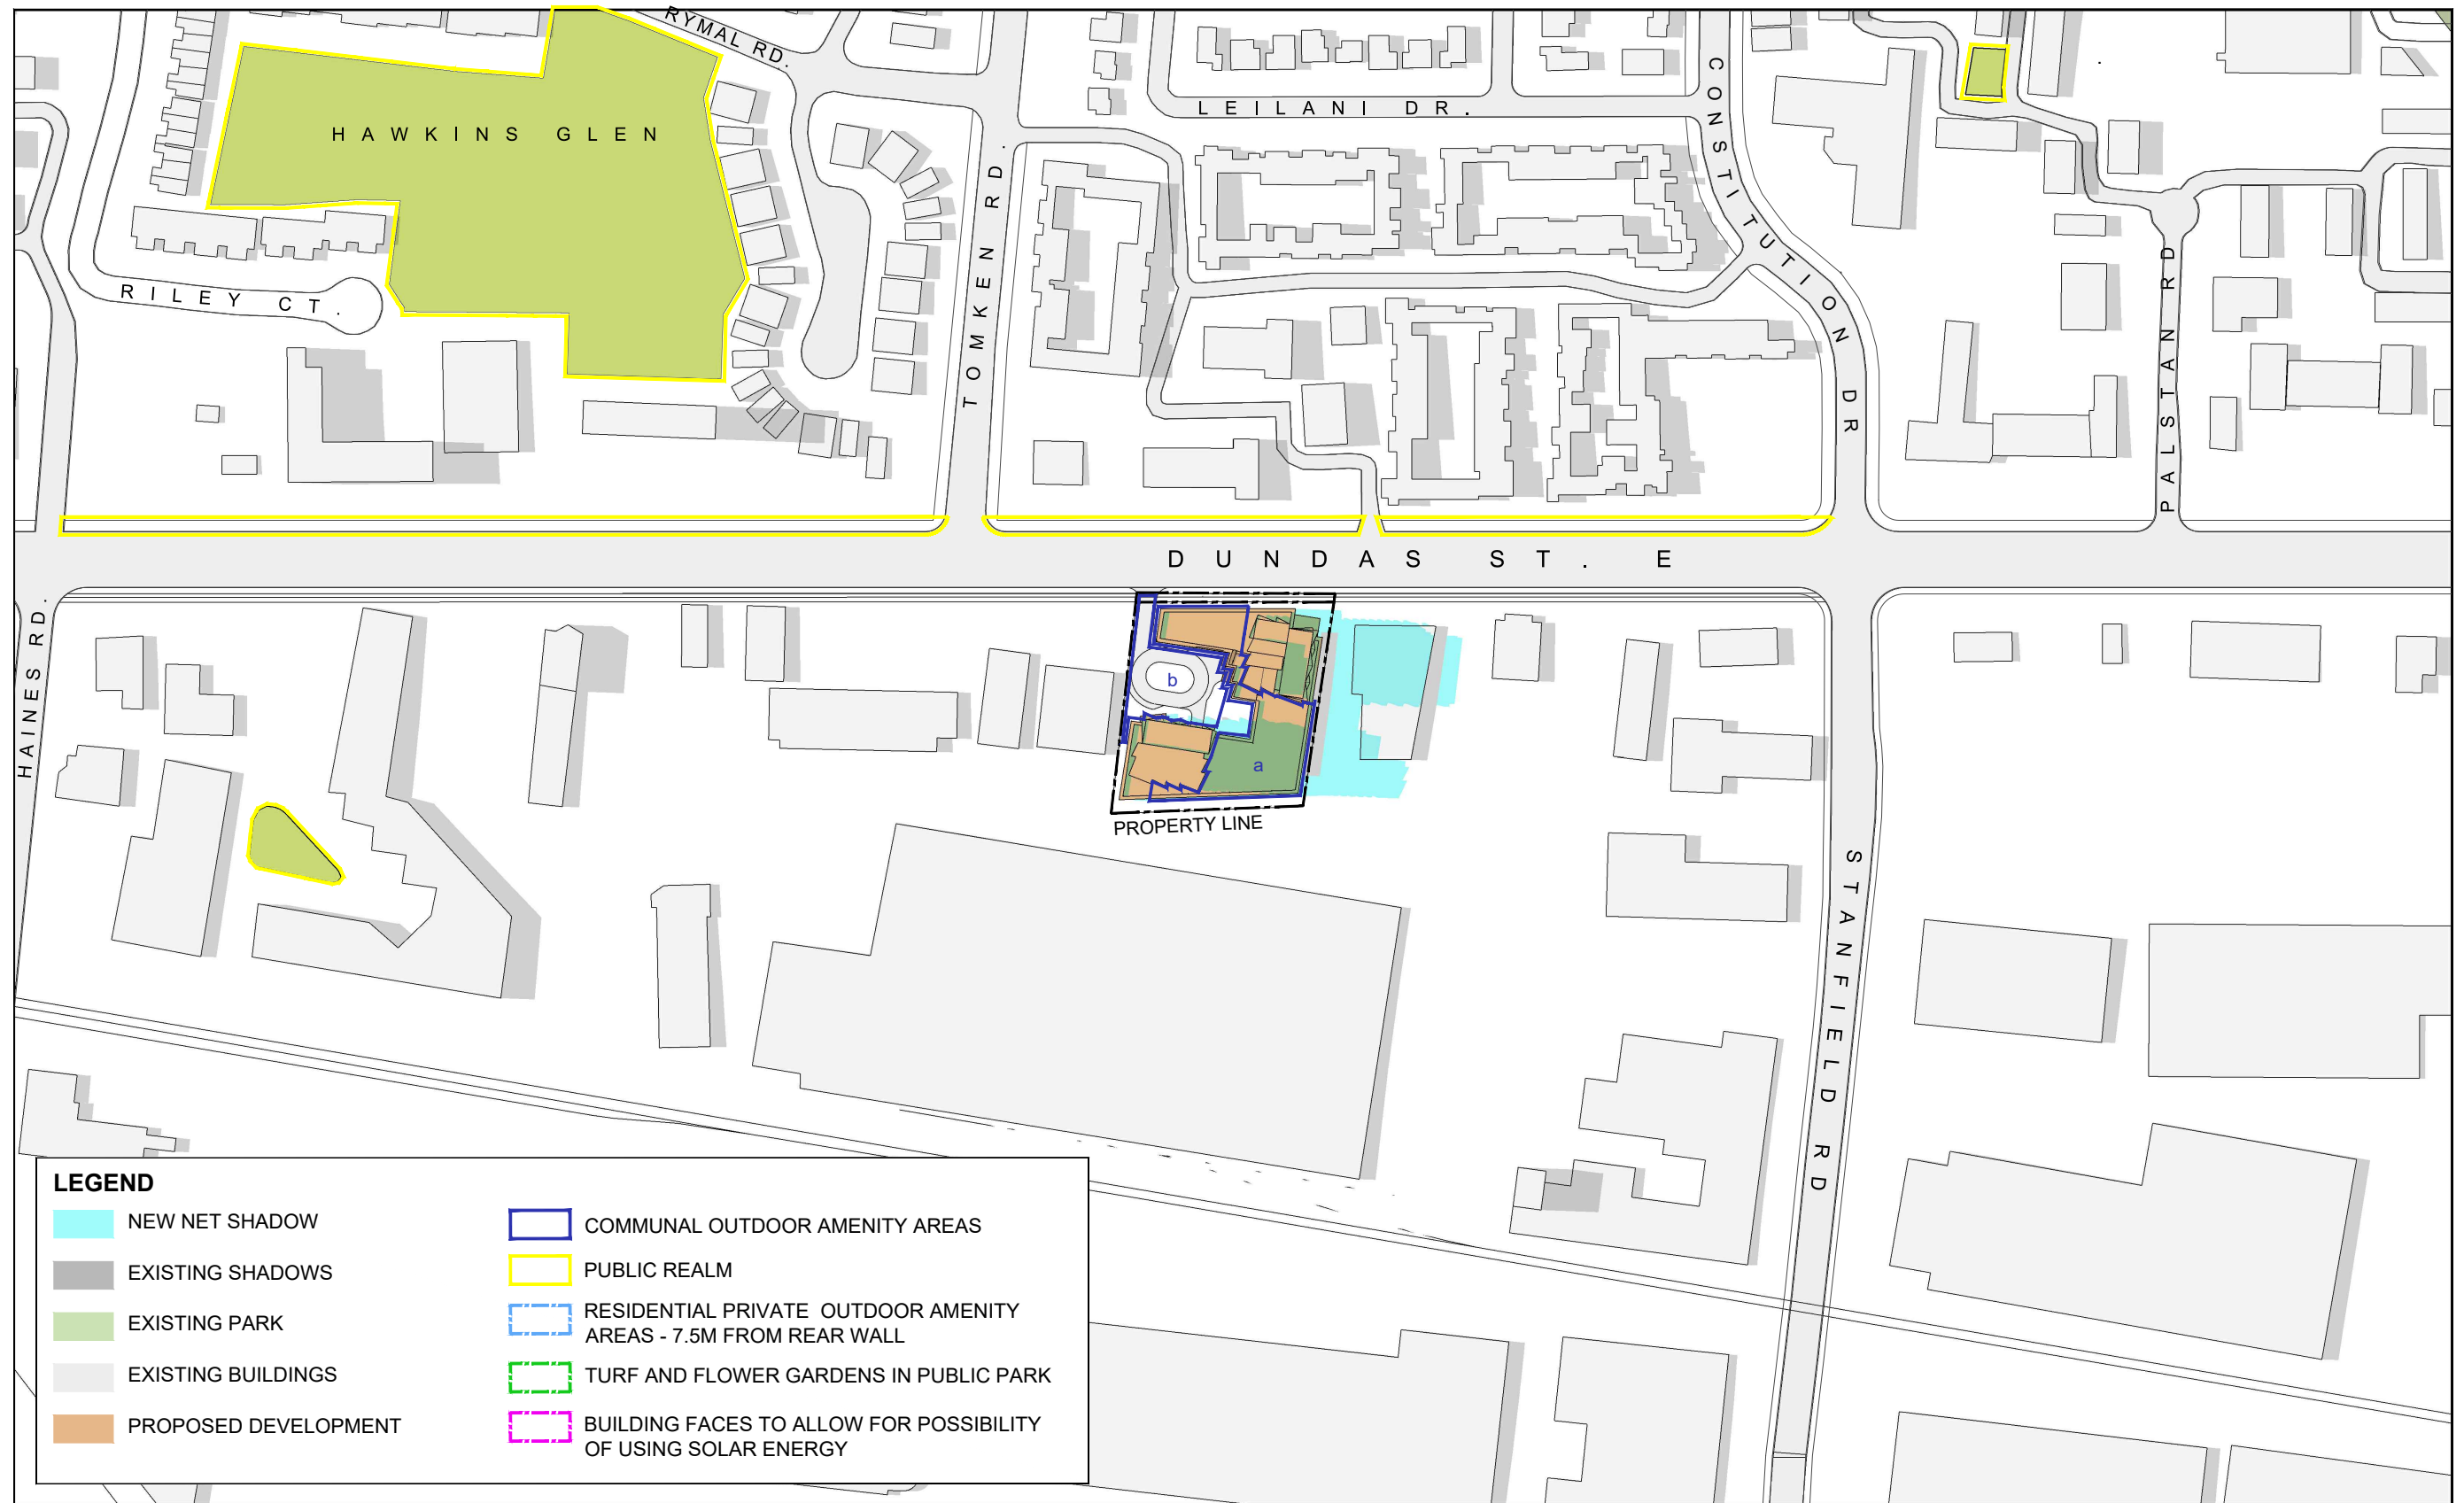 RYMAL RD.
HAWKINS GLEN
LEILANI DR.
CONSTITUTION DR
TOMKEN RD.
RILEY CT.
PALSTAN RD
DUNDAS ST. E
HAINES RD.
b
a
PROPERTY LINE
STANFIELD RD
LEGEND
NEW NET SHADOW
EXISTING SHADOWS
EXISTING PARK
EXISTING BUILDINGS
PROPOSED DEVELOPMENT
COMMUNAL OUTDOOR AMENITY AREAS
PUBLIC REALM
RESIDENTIAL PRIVATE OUTDOOR AMENITY
AREAS - 7.5M FROM REAR WALL
TURF AND FLOWER GARDENS IN PUBLIC PARK
BUILDING FACES TO ALLOW FOR POSSIBILITY
OF USING SOLAR ENERGY